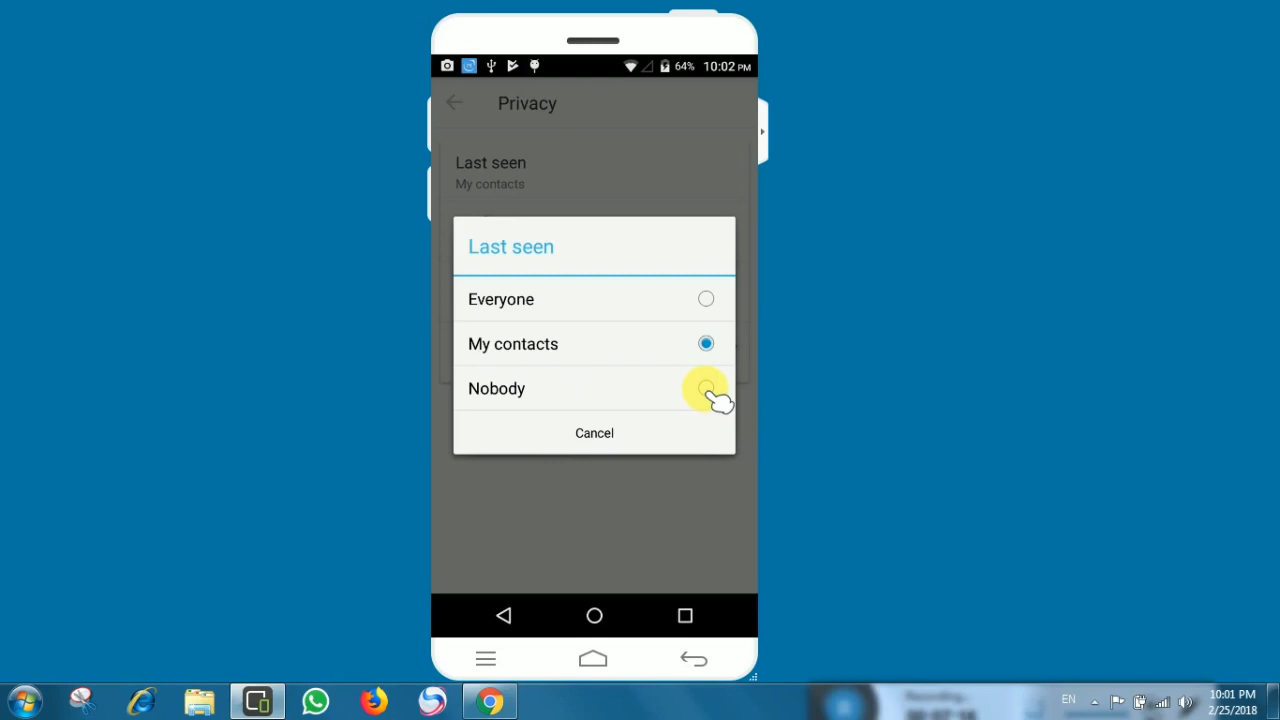 64% 10:02 PM
Privacy
Last seen
My contacts
Last seen
Everyone
My contacts
Nobody
Cancel
EN
10:01 PM
2/25/2018